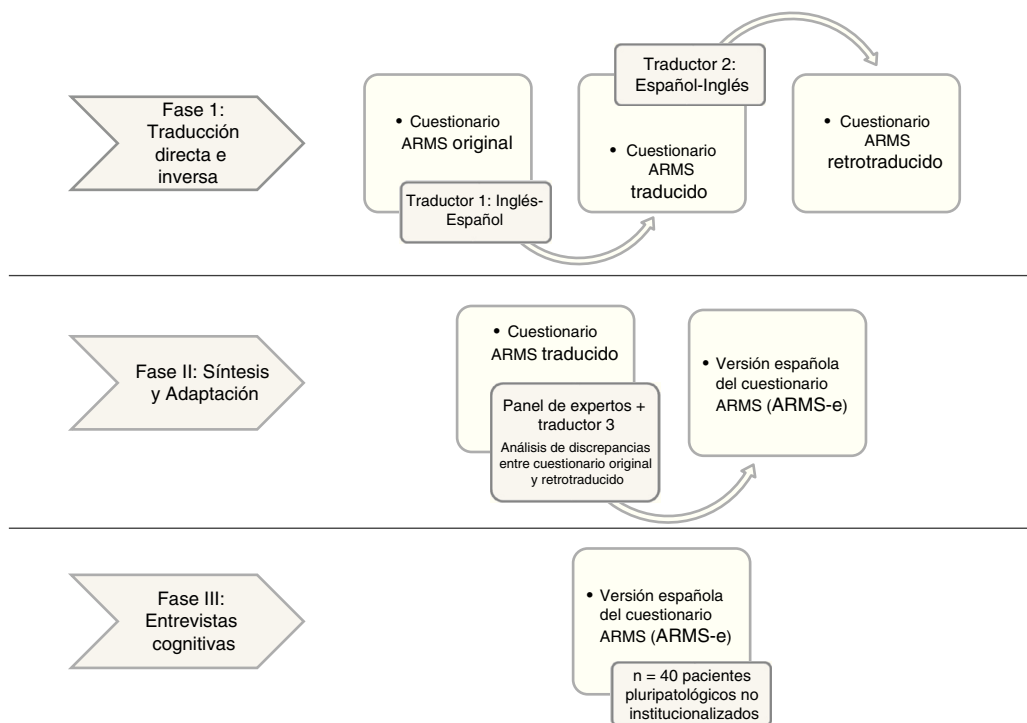 Fase 1:
Traducción
directa e
inversa
• Cuestionario
ARMS original
Traductor 1: Inglés-
Español
• Cuestionario
ARMS
traducido
Traductor 2:
Español-Inglés
• Cuestionario
ARMS
retrotraducido
Fase II: Síntesis
y Adaptación
• Cuestionario
ARMS traducido
Panel de expertos +
traductor 3
Análisis de discrepancias
entre cuestionario original
y retrotraducido
• Versión española
del cuestionario
ARMS (ARMS-e)
Fase III:
Entrevistas
cognitivas
• Versión española
del cuestionario
ARMS (ARMS-e)
n = 40 pacientes
pluripatológicos no
institucionalizados